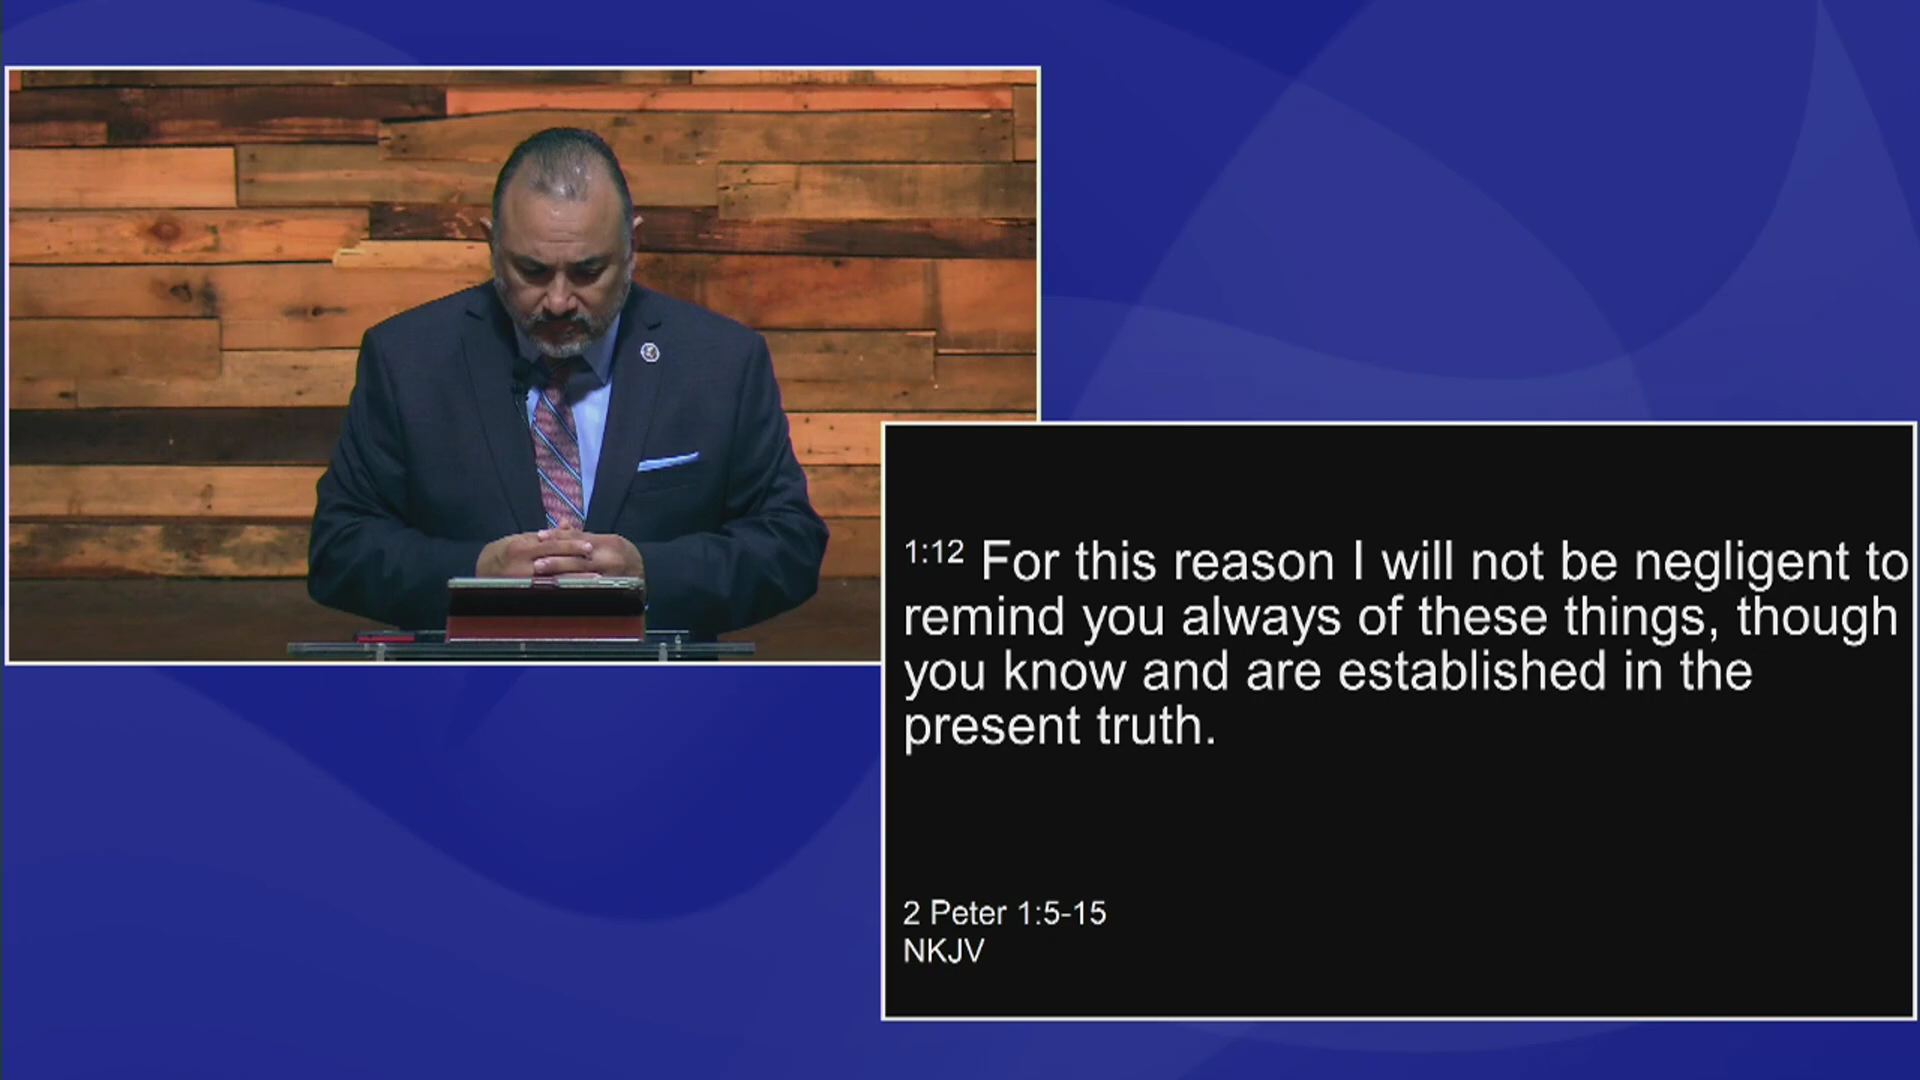 1:12 For this reason I will not be negligent to
remind you always of these things, though
you know and are established in the
present truth.
2 Peter 1:5-15
NKJV